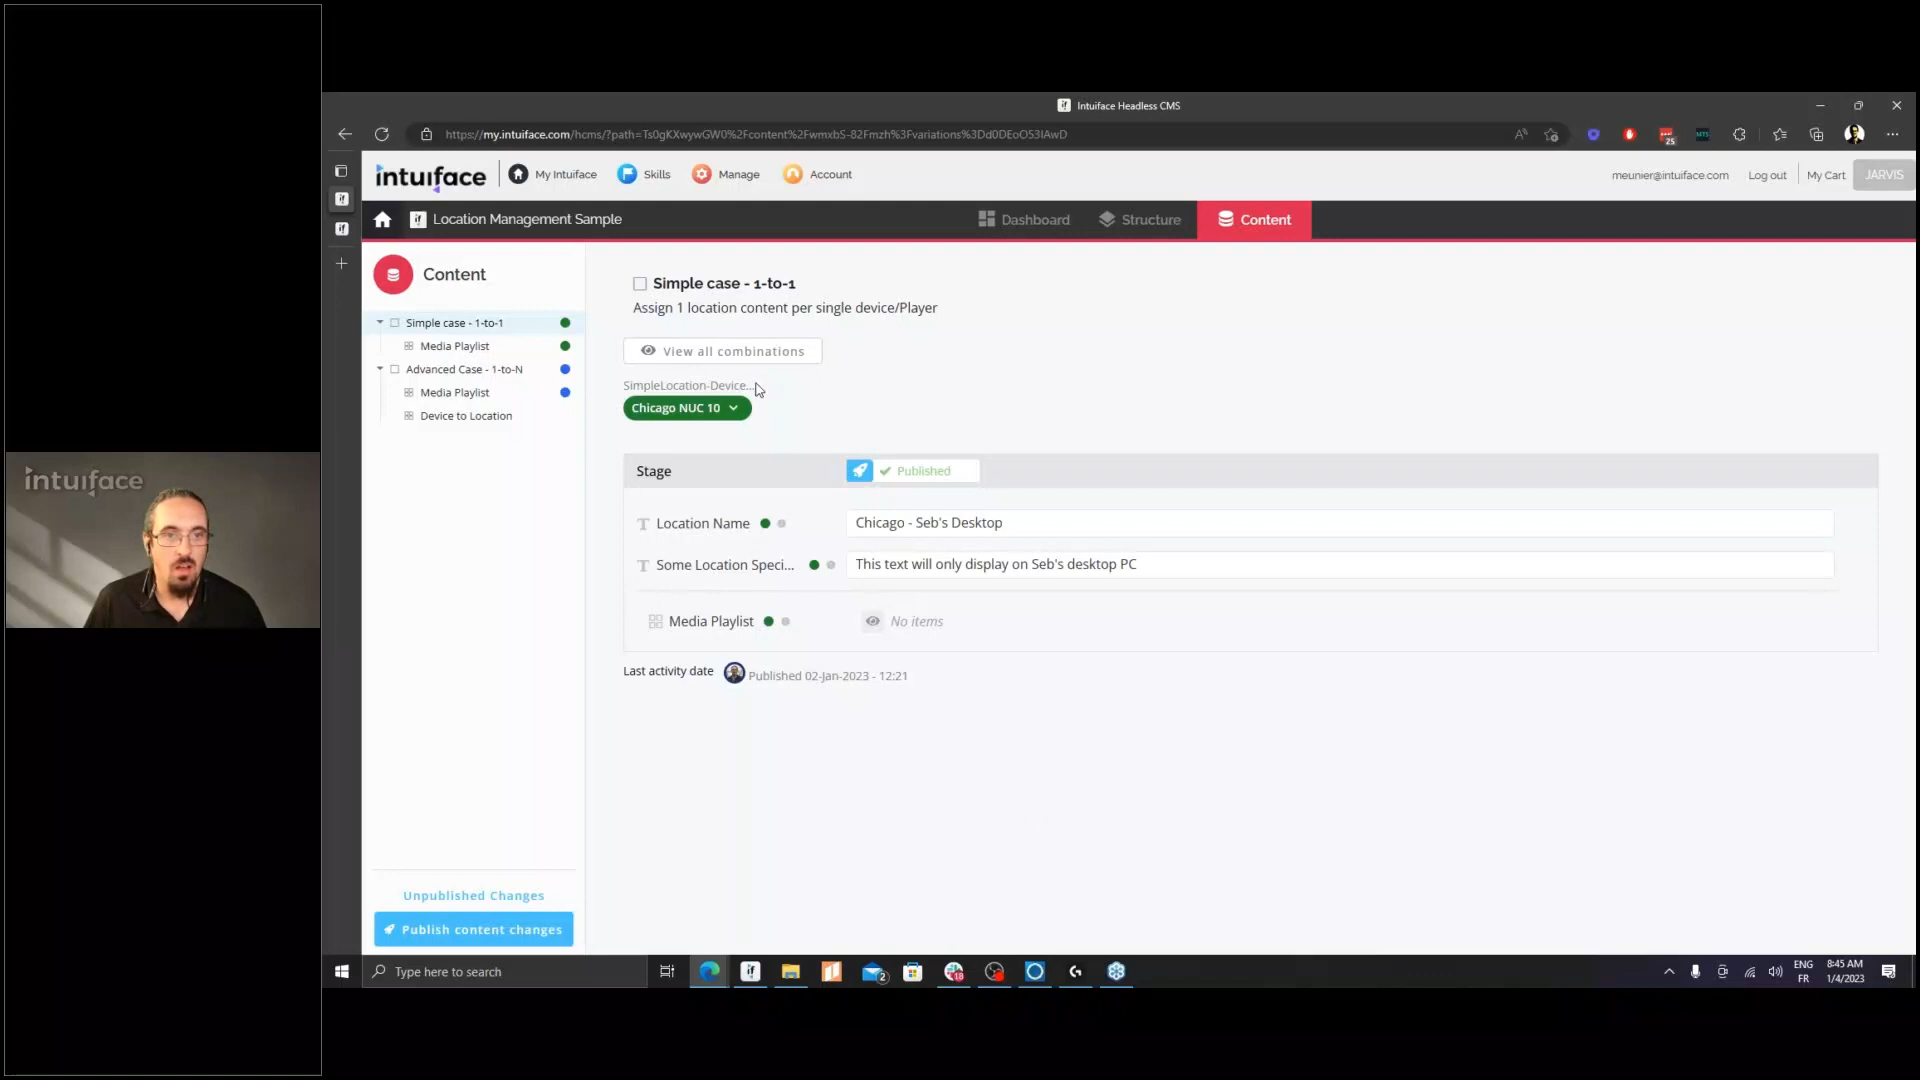 Intuiface Headless CMS
https://my.intuiface.com/hcms/?path=Ts0gKXwywGW0%2Fcontent%2FwmxbS-82Fmzh%3Fvariations%3Dd0DEoO53IAwD
25
intuıface
My Intuiface
Skills
Manage
Account
meunier@intuiface.com
Log out
My Cart
JARVIS
Location Management Sample
Dashboard
Structure
Content
Content
Simple case - 1-to-1
Media Playlist
Advanced Case - 1-to-N
Media Playlist
Device to Location
Unpublished Changes
Publish content changes
Simple case - 1-to-1
Assign 1 location content per single device/Player
View all combinations
SimpleLocation-Device...
Chicago NUC 10
Stage
Published
Location Name
Chicago - Seb's Desktop
Some Location Speci...
This text will only display on Seb's desktop PC
Media Playlist
No items
Last activity date
Published 02-Jan-2023 - 12:21
intuıface
Type here to search
2
18
ENG
FR
8:45 AM
1/4/2023